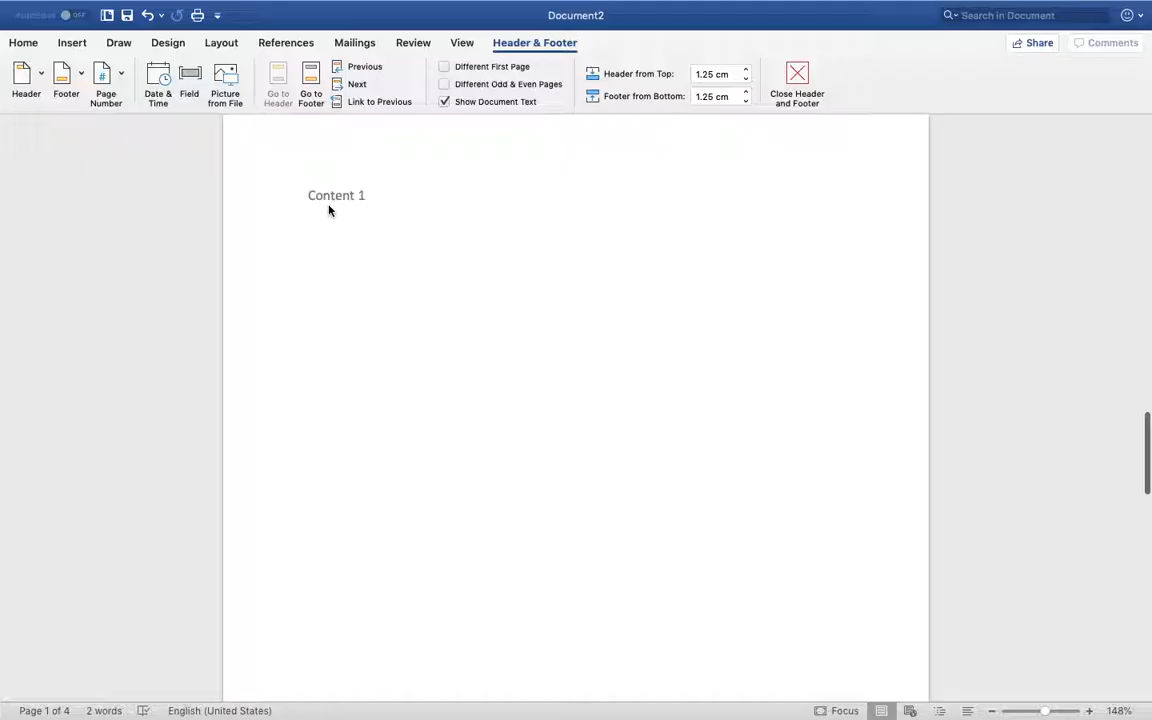 OFF
Document2
Search in Document
Home Insert Draw Design Layout References Mailings Review View Header & Footer
Share Comments
Header
Footer
Page Number
Date & Time
Field
Picture from File
Go to Header
Go to Footer
Previous
Next
Link to Previous
Different First Page
Different Odd & Even Pages
Show Document Text
Header from Top: 1.25 cm
Footer from Bottom: 1.25 cm
Close Header and Footer
Content 1
Page 1 of 4 2 words English (United States) Focus 148%